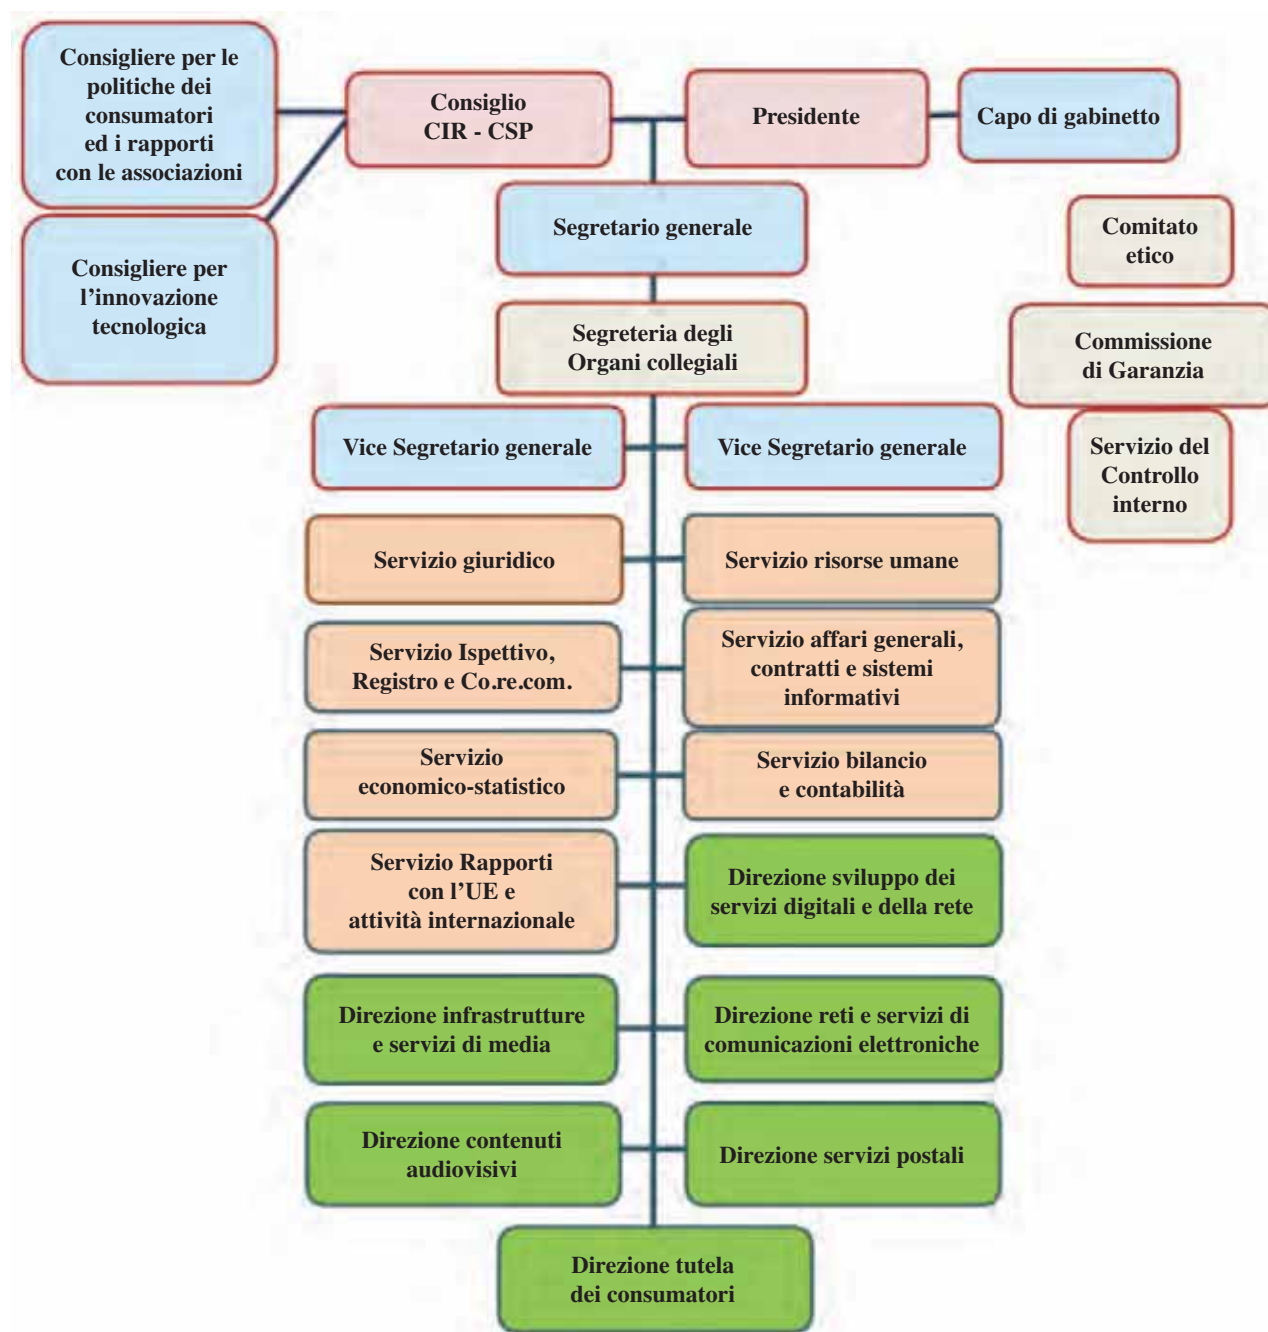 Consigliere per le
politiche dei
consumatori
ed i rapporti
con le associazioni
Consiglio
CIR - CSP
Presidente
Capo di gabinetto
Consigliere per
l'innovazione
tecnologica
Segretario generale
Comitato
etico
Segreteria degli
Organi collegiali
Commissione
di Garanzia
Vice Segretario generale
Vice Segretario generale
Servizio del
Controllo
interno
Servizio giuridico
Servizio risorse umane
Servizio Ispettivo,
Registro e Co.re.com.
Servizio affari generali,
contratti e sistemi
informativi
Servizio
economico-statistico
Servizio bilancio
e contabilità
Servizio Rapporti
con l'UE e
attività internazionale
Direzione sviluppo dei
servizi digitali e della rete
Direzione infrastrutture
e servizi di media
Direzione reti e servizi di
comunicazioni elettroniche
Direzione contenuti
audiovisivi
Direzione servizi postali
Direzione tutela
dei consumatori